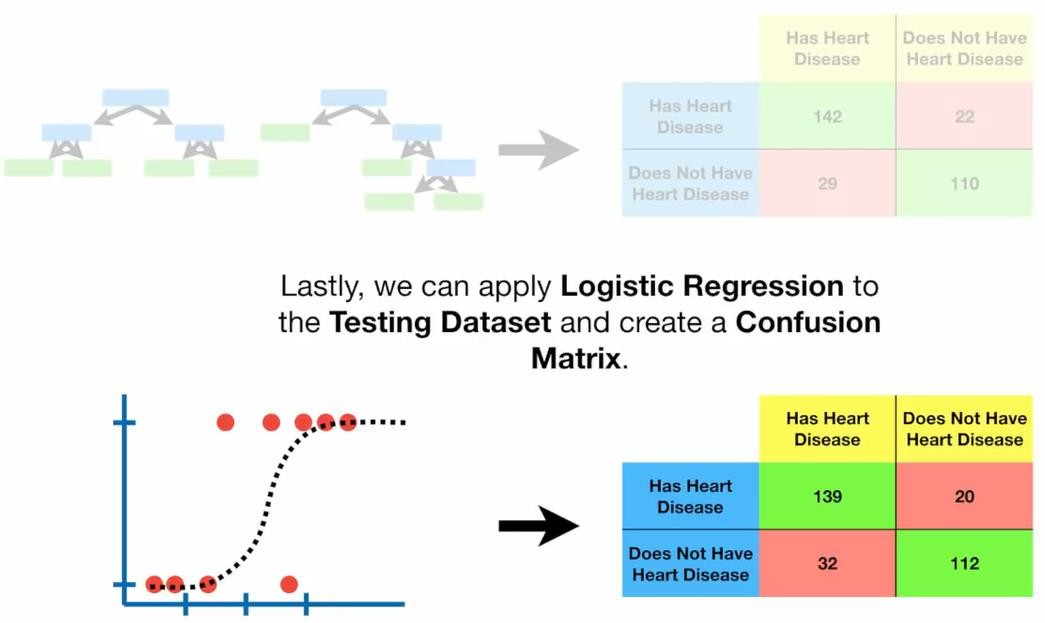 Has Heart Disease
Does Not Have Heart Disease
Has Heart Disease
142
22
Does Not Have Heart Disease
29
110
Lastly, we can apply Logistic Regression to
the Testing Dataset and create a Confusion
Matrix.
Has Heart Disease
Does Not Have Heart Disease
Has Heart Disease
139
20
Does Not Have Heart Disease
32
112